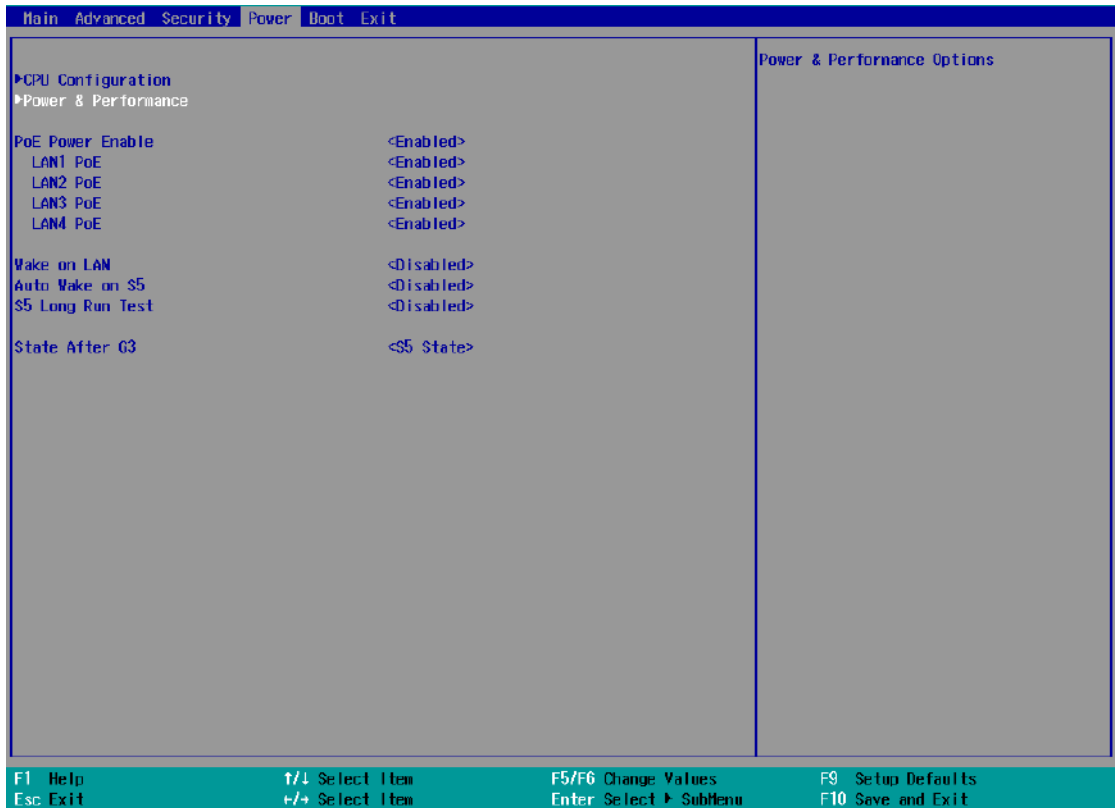 Main Advanced Security Power Boot Exit
Power & Performance Options
▶CPU Configuration
▶Power & Performance
PoE Power Enable <Enabled>
LAN1 PoE <Enabled>
LAN2 PoE <Enabled>
LAN3 PoE <Enabled>
LAN4 PoE <Enabled>
Wake on LAN <Disabled>
Auto Wake on S5 <Disabled>
S5 Long Run Test <Disabled>
State After G3 <S5 State>
F1 Help ↑/↓ Select Item F5/F6 Change Values F9 Setup Defaults
Esc Exit ←/→ Select Item Enter Select ▶ SubMenu F10 Save and Exit